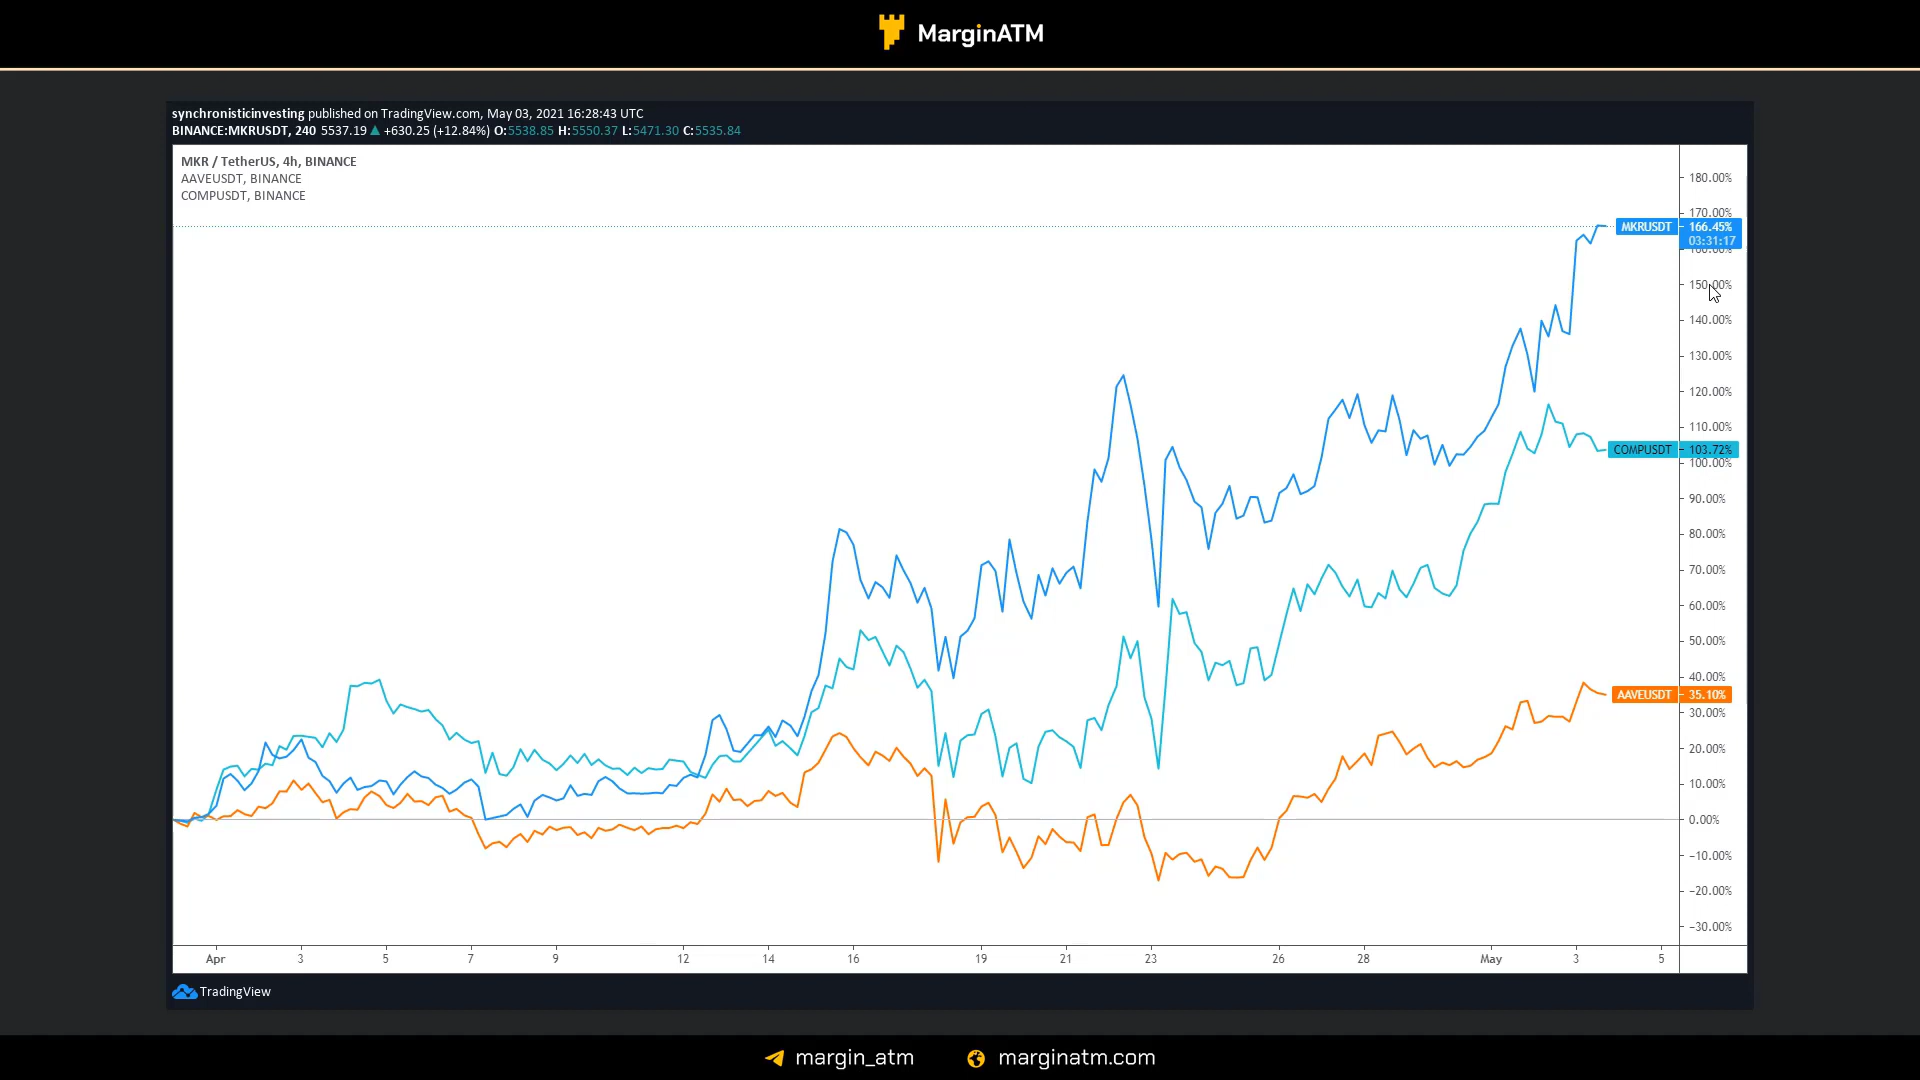 MarginATM
synchronisticinvesting published on TradingView.com, May 03, 2021 16:28:43 UTC
BINANCE:MKRUSDT, 240 5537.19 ▲ +630.25 (+12.84%) O:5538.85 H:5550.37 L:5471.30 C:5535.84
MKR / TetherUS, 4h, BINANCE
AAVEUSDT, BINANCE
COMPUSDT, BINANCE
180.00%
170.00%
MKRUSDT 166.45%
03:31:17
160.00%
150.00%
140.00%
130.00%
120.00%
110.00%
COMPUSDT 103.72%
100.00%
90.00%
80.00%
70.00%
60.00%
50.00%
40.00%
AAVEUSDT 35.10%
30.00%
20.00%
10.00%
0.00%
−10.00%
−20.00%
−30.00%
Apr 3 5 7 9 12 14 16 19 21 23 26 28 May 3 5
TradingView
margin_atm marginatm.com